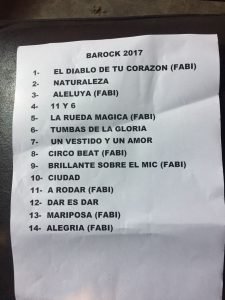 BAROCK 2017
1- EL DIABLO DE TU CORAZON (FABI)
2- NATURALEZA
3- ALELUYA (FABI)
4- 11 Y 6
5- LA RUEDA MAGICA (FABI)
6- TUMBAS DE LA GLORIA
7- UN VESTIDO Y UN AMOR
8- CIRCO BEAT (FABI)
9- BRILLANTE SOBRE EL MIC (FABI)
10- CIUDAD
11- A RODAR (FABI)
12- DAR ES DAR
13- MARIPOSA (FABI)
14- ALEGRIA (FABI)